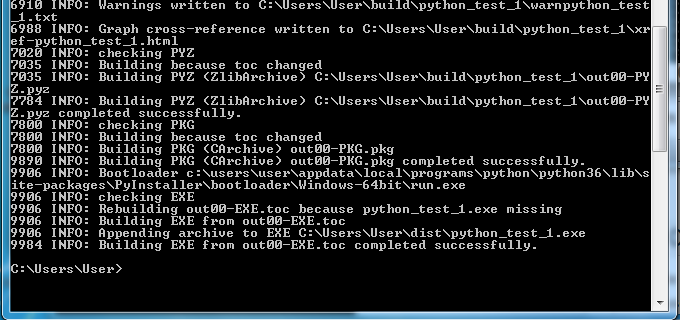 6910 INFO: Warnings written to C:\Users\User\build\python_test_1\warnpython_test
_1.txt
6988 INFO: Graph cross-reference written to C:\Users\User\build\python_test_1\xr
ef-python_test_1.html
7020 INFO: checking PYZ
7035 INFO: Building because toc changed
7035 INFO: Building PYZ (ZlibArchive) C:\Users\User\build\python_test_1\out00-PY
Z.pyz
7784 INFO: Building PYZ (ZlibArchive) C:\Users\User\build\python_test_1\out00-PY
Z.pyz completed successfully.
7800 INFO: checking PKG
7800 INFO: Building because toc changed
7800 INFO: Building PKG (CArchive) out00-PKG.pkg
9890 INFO: Building PKG (CArchive) out00-PKG.pkg completed successfully.
9906 INFO: Bootloader c:\users\user\appdata\local\programs\python\python36\lib\s
ite-packages\PyInstaller\bootloader\Windows-64bit\run.exe
9906 INFO: checking EXE
9906 INFO: Rebuilding out00-EXE.toc because python_test_1.exe missing
9906 INFO: Building EXE from out00-EXE.toc
9906 INFO: Appending archive to EXE C:\Users\User\dist\python_test_1.exe
9984 INFO: Building EXE from out00-EXE.toc completed successfully.
C:\Users\User>